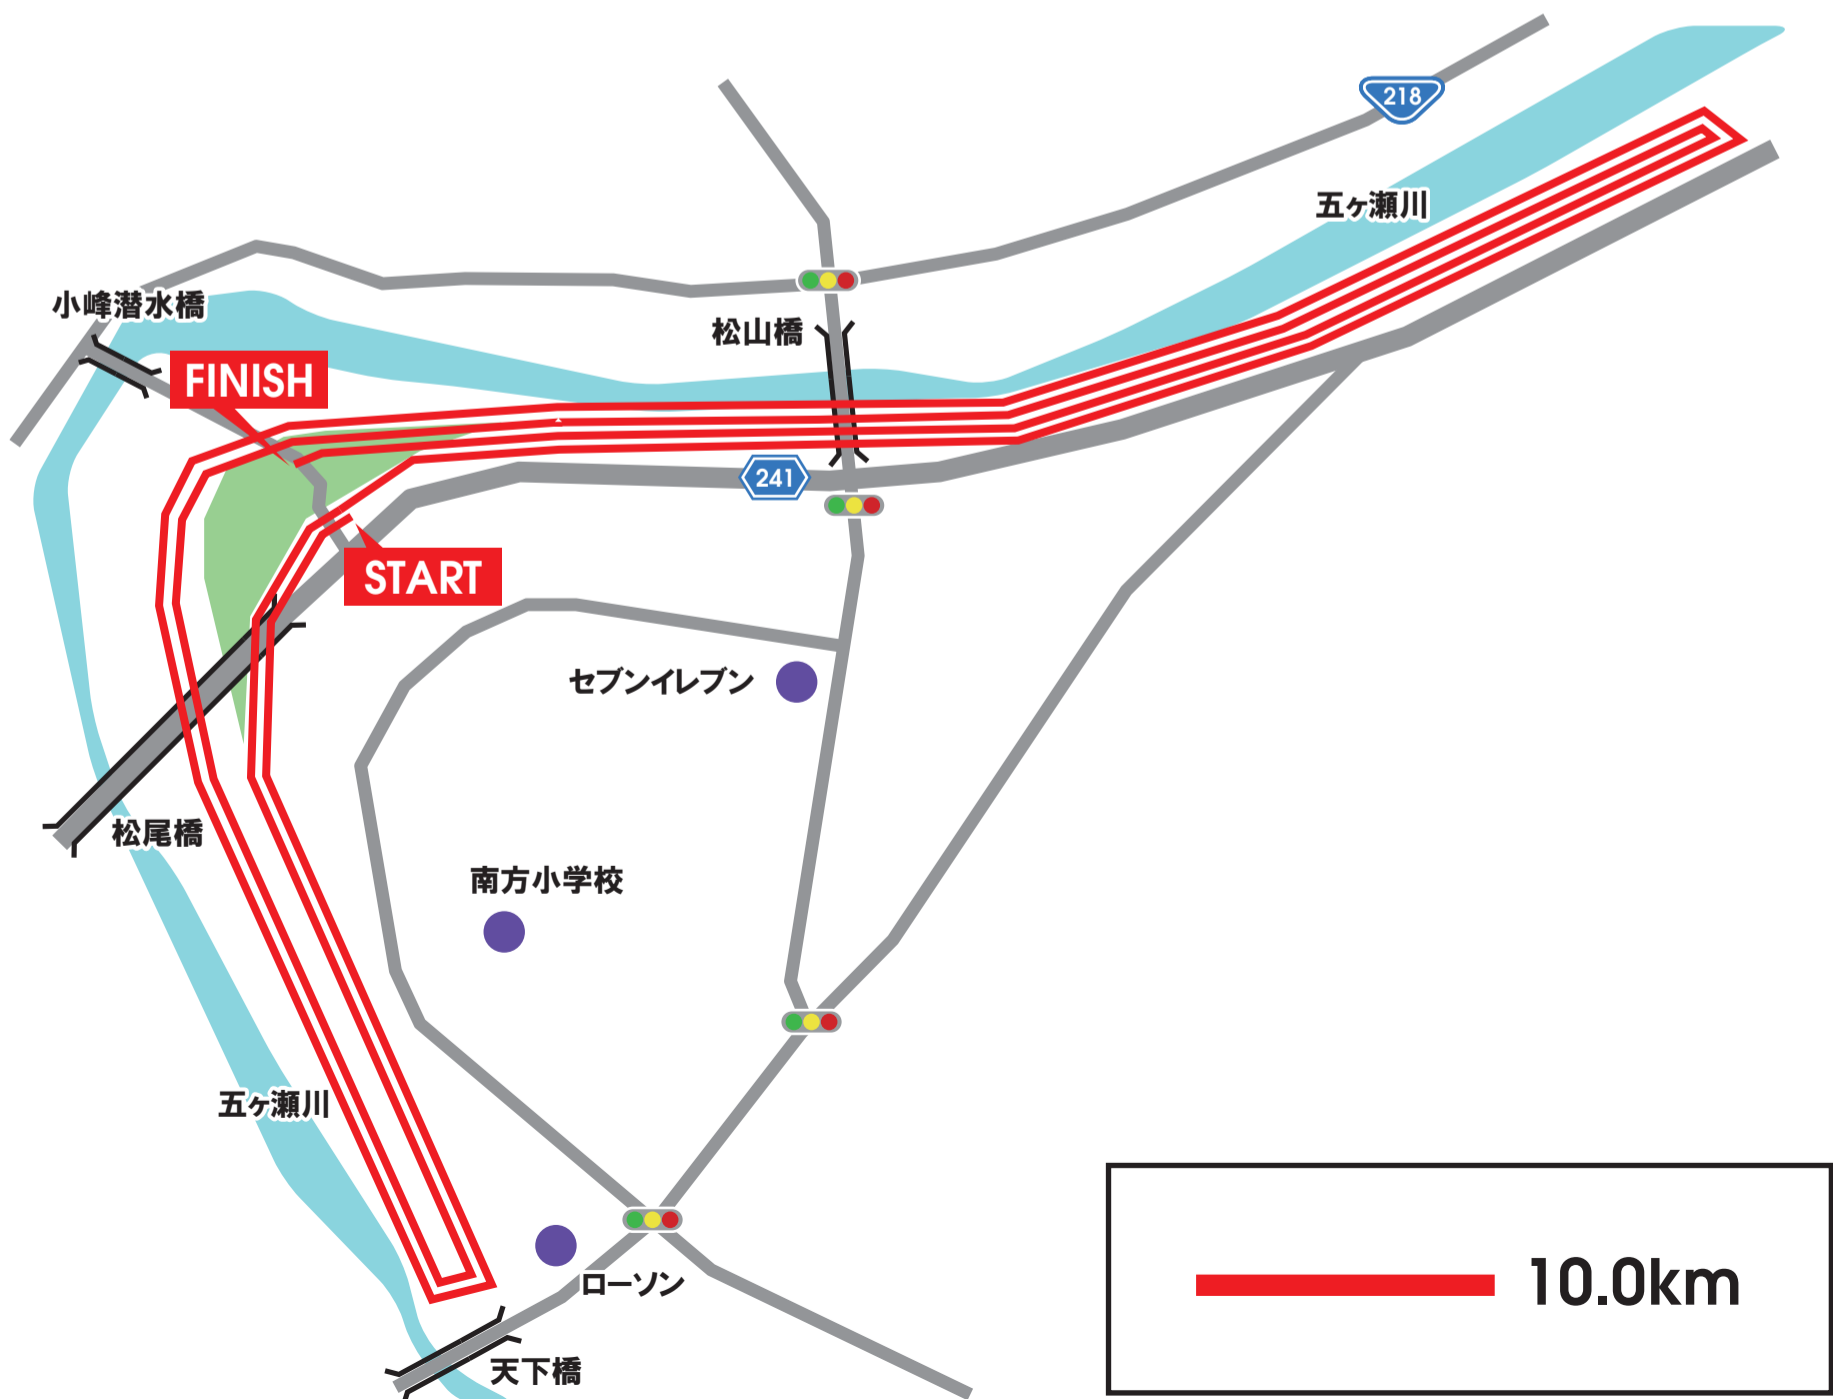 218
五ヶ瀬川
小峰潜水橋
松山橋
FINISH
241
START
セブンイレブン
松尾橋
南方小学校
五ヶ瀬川
ローソン
10.0km
天下橋